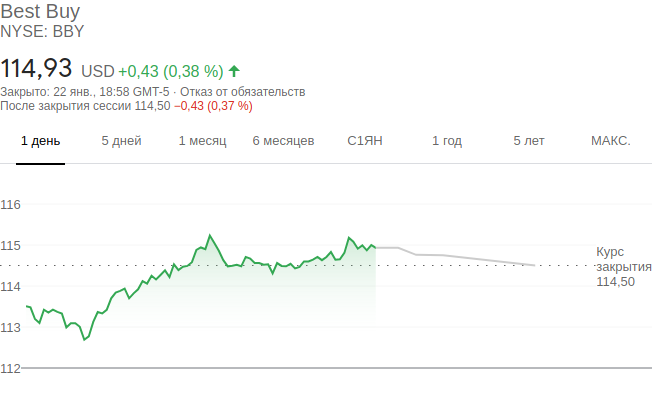 Best Buy
NYSE: BBY
114,93 USD +0,43 (0,38 %)
Закрыто: 22 янв., 18:58 GMT-5 · Отказ от обязательств
После закрытия сессии 114,50 −0,43 (0,37 %)
1 день 5 дней 1 месяц 6 месяцев С1ЯН 1 год 5 лет МАКС.
116
115
114
113
112
Курс
закрытия
114,50